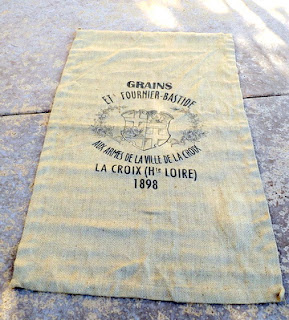 GRAINS
ET FOURNIER-BASTIDE
AUX ARMES DE LA VILLE DE LA CROIX
LA CROIX (Hte LOIRE)
1898